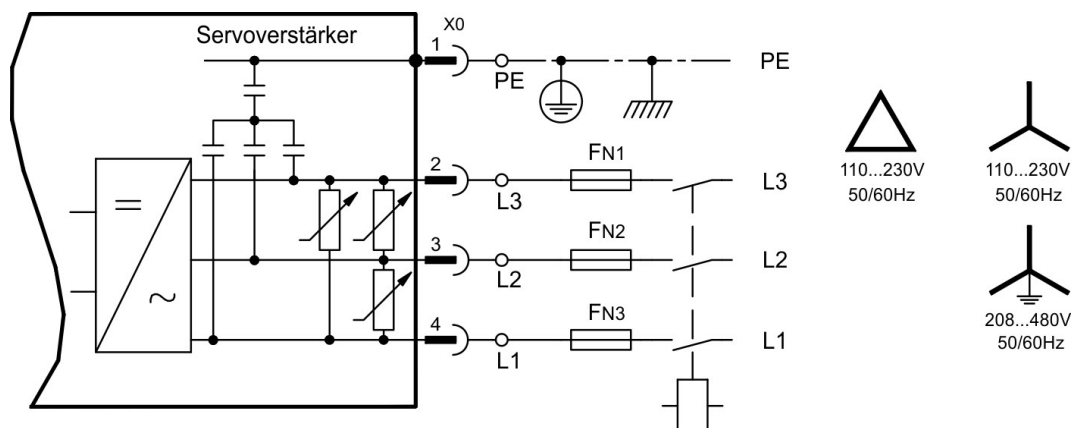 Servoverstärker
X0
1
PE
PE
2
L3
FN1
L3
3
L2
FN2
L2
4
L1
FN3
L1
110...230V
50/60Hz
110...230V
50/60Hz
208...480V
50/60Hz